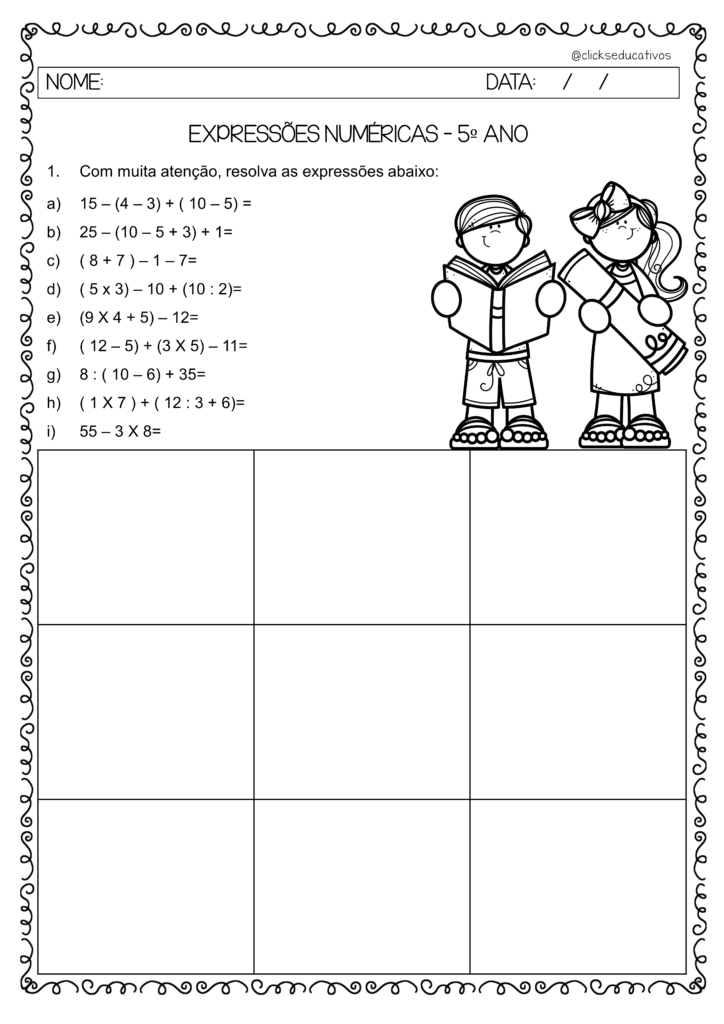 @clickseducativos
NOME: DATA: / /
EXPRESSÕES NUMÉRICAS – 5º ANO
1. Com muita atenção, resolva as expressões abaixo:
a) 15 – (4 – 3) + ( 10 – 5) =
b) 25 – (10 – 5 + 3) + 1=
c) ( 8 + 7 ) – 1 – 7=
d) ( 5 x 3) – 10 + (10 : 2)=
e) (9 X 4 + 5) – 12=
f) ( 12 – 5) + (3 X 5) – 11=
g) 8 : ( 10 – 6) + 35=
h) ( 1 X 7 ) + ( 12 : 3 + 6)=
i) 55 – 3 X 8=